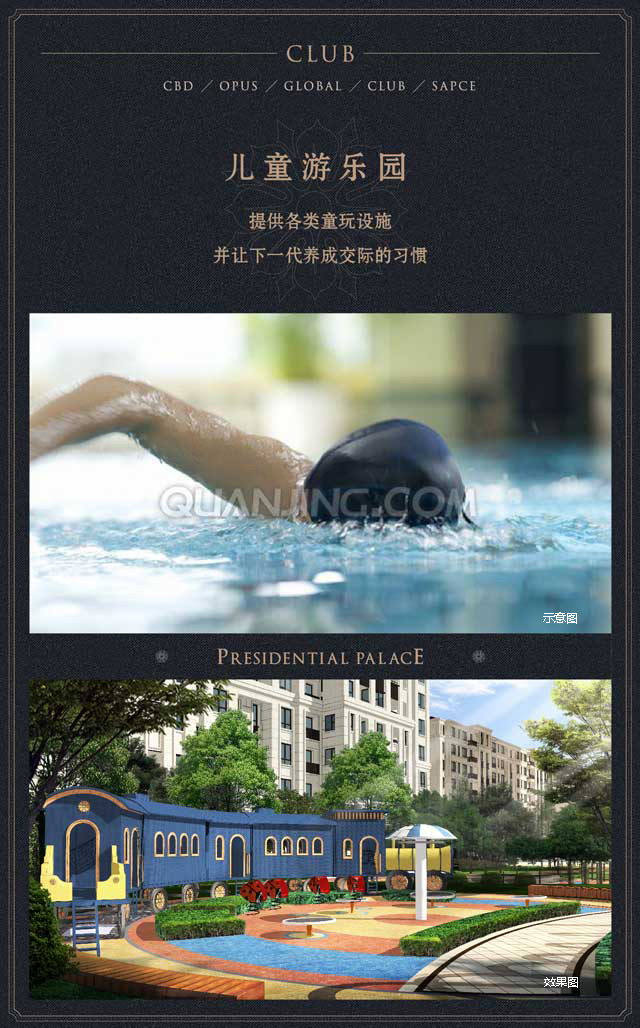 CLUB
CBD / OPUS / GLOBAL / CLUB / SAPCE
儿童游乐园
提供各类童玩设施
并让下一代养成交际的习惯
QUANJING.COM
示意图
PRESIDENTIAL PALACE
效果图